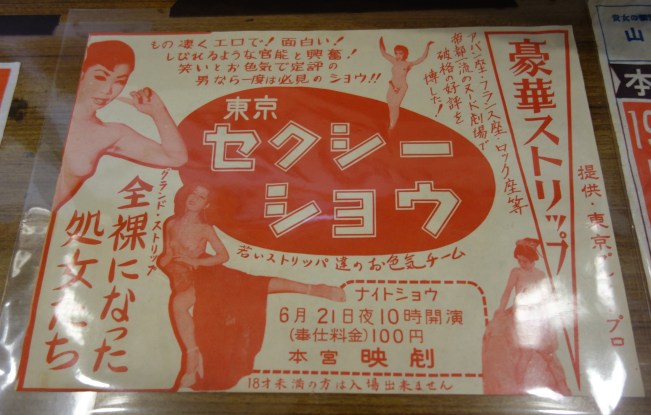 もの凄くエロで!面白い!
しびれるような官能と興奮!
笑いとお色気で定評の
男なら一度は必見のショウ!!
アバン座・フランス座・ロック座等
首都一流のヌード劇場で
破格の好評を
博した!
豪華ストリップ
提供・東京
プロ
東京
セクシー
ショウ
若いストリッパ達のお色気チーム
グランド・ストリップ
全裸になった
処女たち
ナイトショウ
6月21日夜10時開演
(奉仕料金)100円
本宮映劇
18才未満の方は入場出来ません
山
本
19